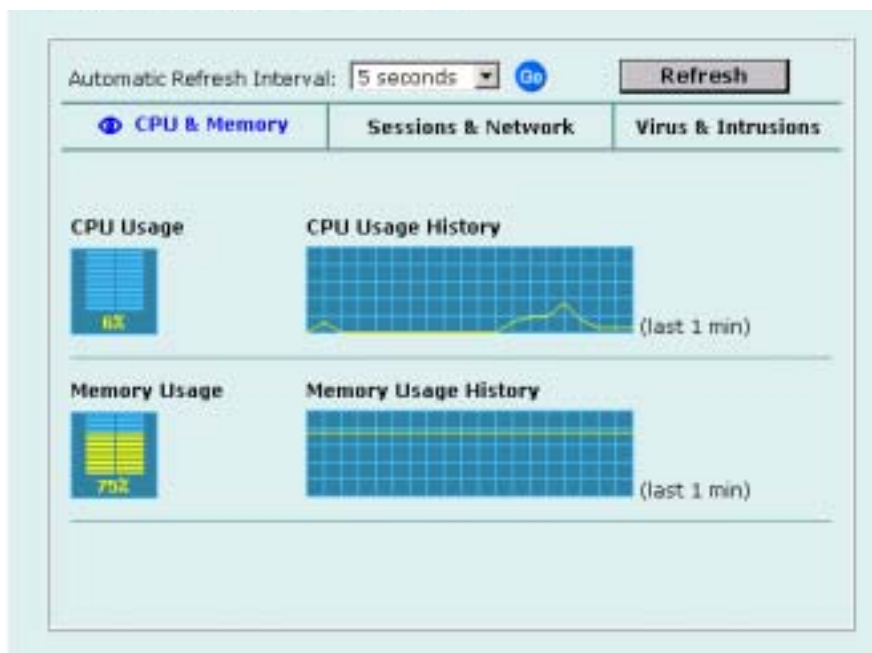 Automatic Refresh Interval: 5 seconds Go Refresh
CPU & Memory Sessions & Network Virus & Intrusions
CPU Usage CPU Usage History
6%
(last 1 min)
Memory Usage Memory Usage History
75%
(last 1 min)